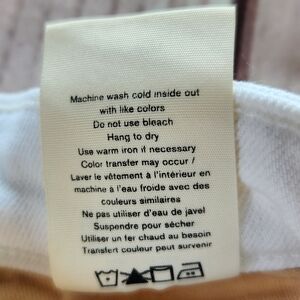 Machine wash cold inside out
with like colors
Do not use bleach
Hang to dry
Use warm iron if necessary
Color transfer may occur /
Laver le vêtement à l'intérieur en
machine à l'eau froide avec des
couleurs similaires
Ne pas utiliser d'eau de javel
Suspendre pour sécher
Utiliser un fer chaud au besoin
Transfert couleur peut survenir